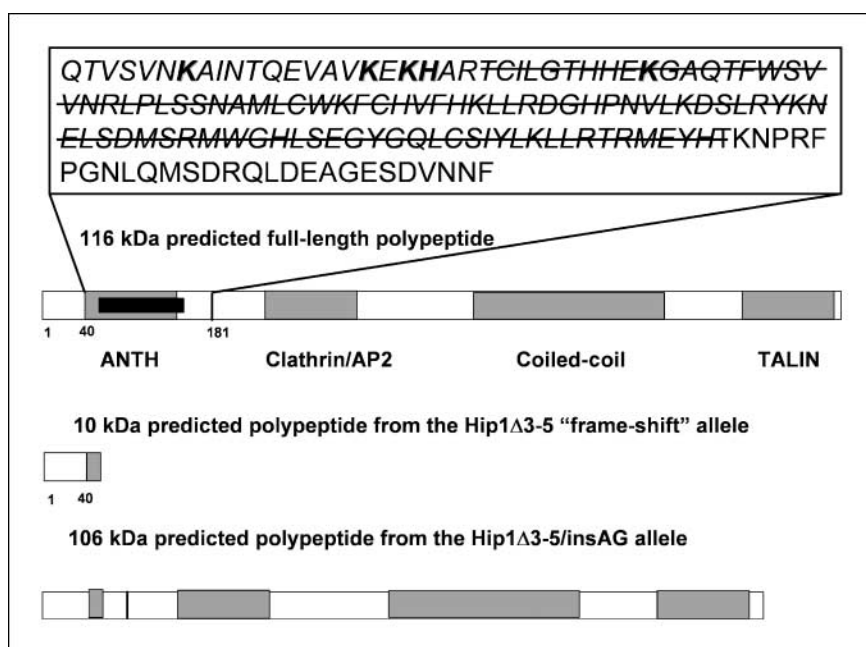 QTVSVNKAINTQEVAVKEKHARTCILGTHHEKGAQTFWSV
VNRLPLSSNAMLCWKFCHVFHKLLRDGHPNVLKDSLRYKN
ELSDMSRMWGHLSEGYGQLCSIYLKLLRTRMEYHTKNPRF
PGNLQMSDRQLDEAGESDVNNF
116 kDa predicted full-length polypeptide
1 40 181
ANTH Clathrin/AP2 Coiled-coil TALIN
10 kDa predicted polypeptide from the Hip1Δ3-5 “frame-shift” allele
1 40
106 kDa predicted polypeptide from the Hip1Δ3-5/insAG allele